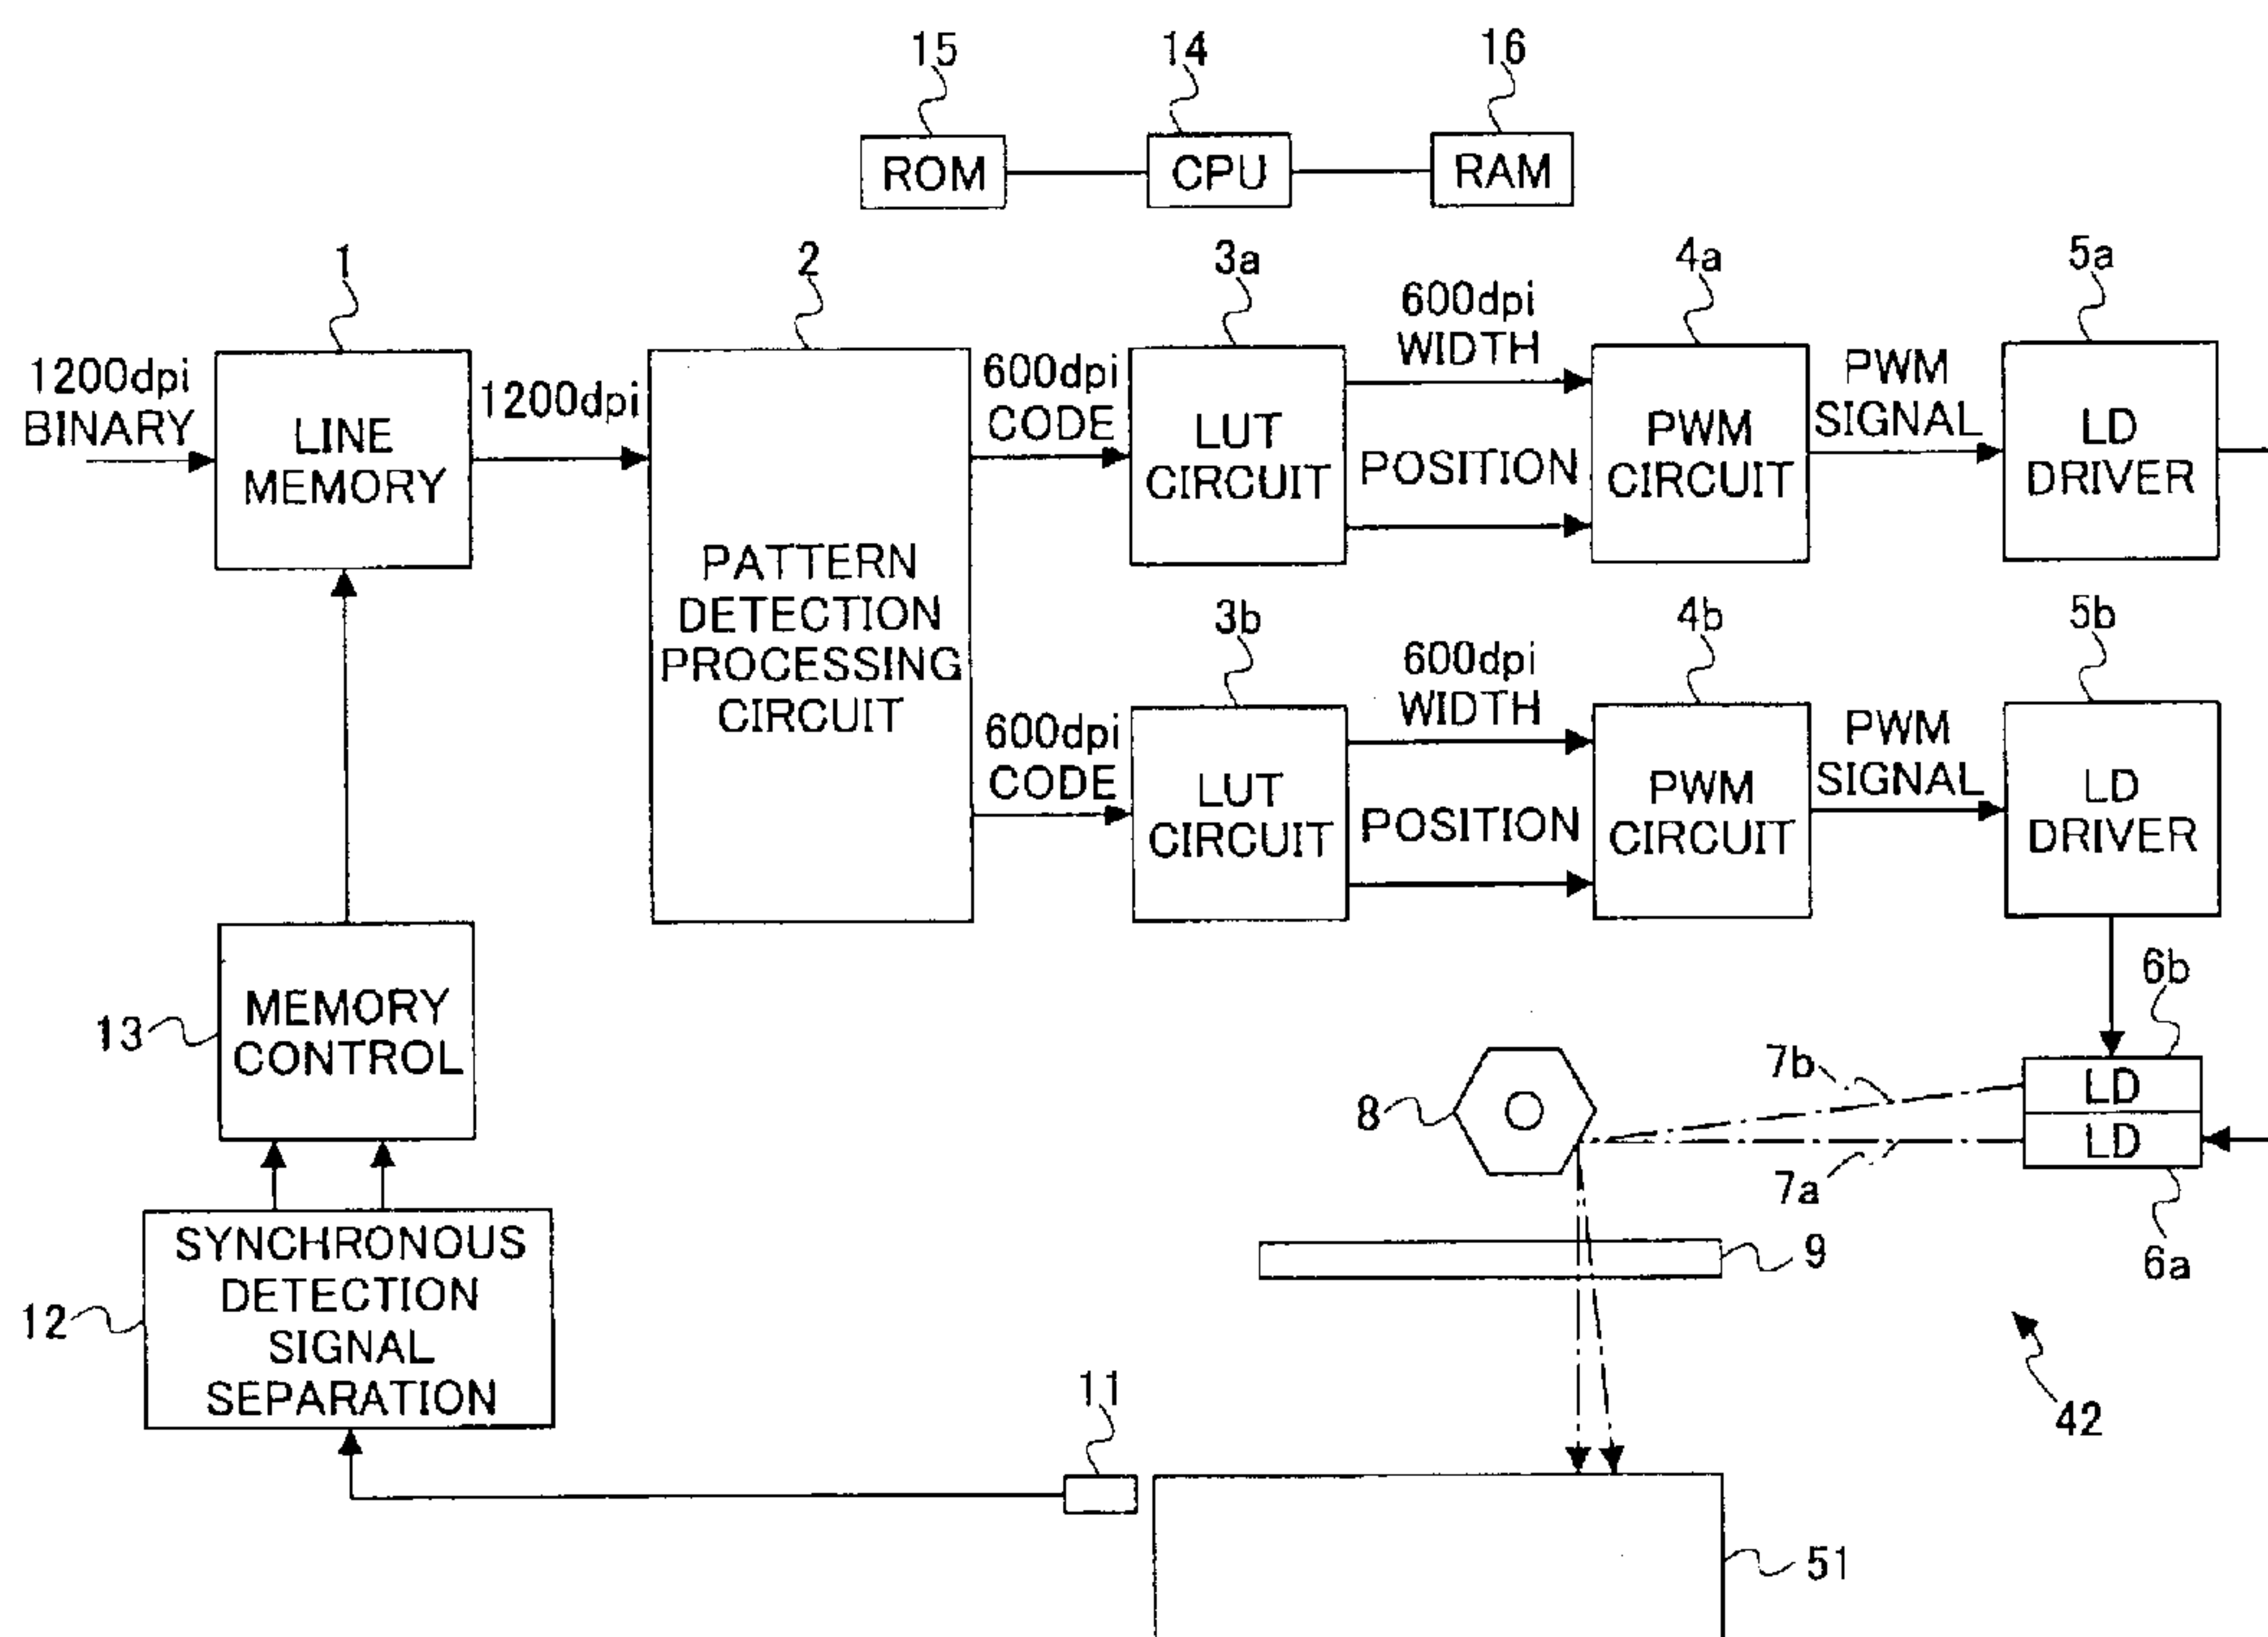 15
14
16
ROM
CPU
RAM
1
2
3a
4a
5a
1200dpi
BINARY
LINE
MEMORY
1200dpi
PATTERN
DETECTION
PROCESSING
CIRCUIT
600dpi
CODE
LUT
CIRCUIT
600dpi
WIDTH
POSITION
PWM
CIRCUIT
PWM
SIGNAL
LD
DRIVER
3b
4b
5b
600dpi
CODE
LUT
CIRCUIT
600dpi
WIDTH
POSITION
PWM
CIRCUIT
PWM
SIGNAL
LD
DRIVER
13
MEMORY
CONTROL
6b
7b
8
LD
LD
7a
6a
9
12
SYNCHRONOUS
DETECTION
SIGNAL
SEPARATION
42
11
51